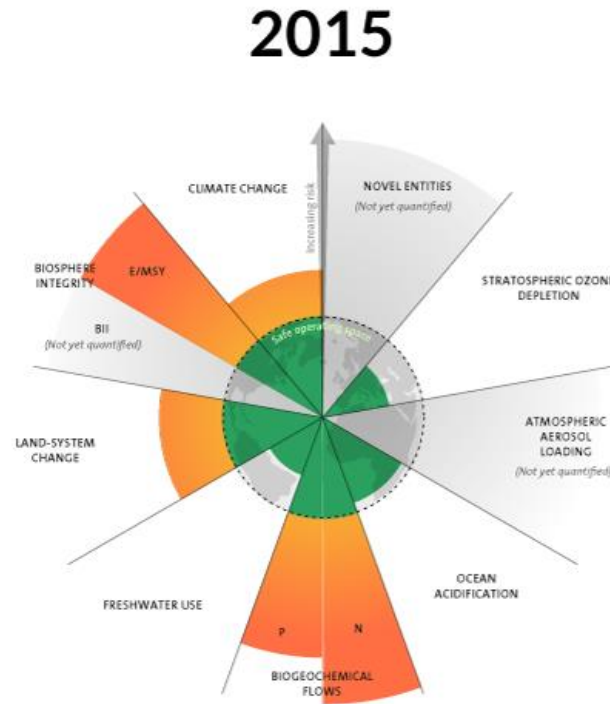 2015
CLIMATE CHANGE
NOVEL ENTITIES
(Not yet quantified)
Increasing risk
BIOSPHERE
INTEGRITY
E/MSY
STRATOSPHERIC OZONE
DEPLETION
Safe operating space
BII
(Not yet quantified)
ATMOSPHERIC
AEROSOL
LOADING
(Not yet quantified)
LAND-SYSTEM
CHANGE
OCEAN
ACIDIFICATION
FRESHWATER USE
P
N
BIOGEOCHEMICAL
FLOWS